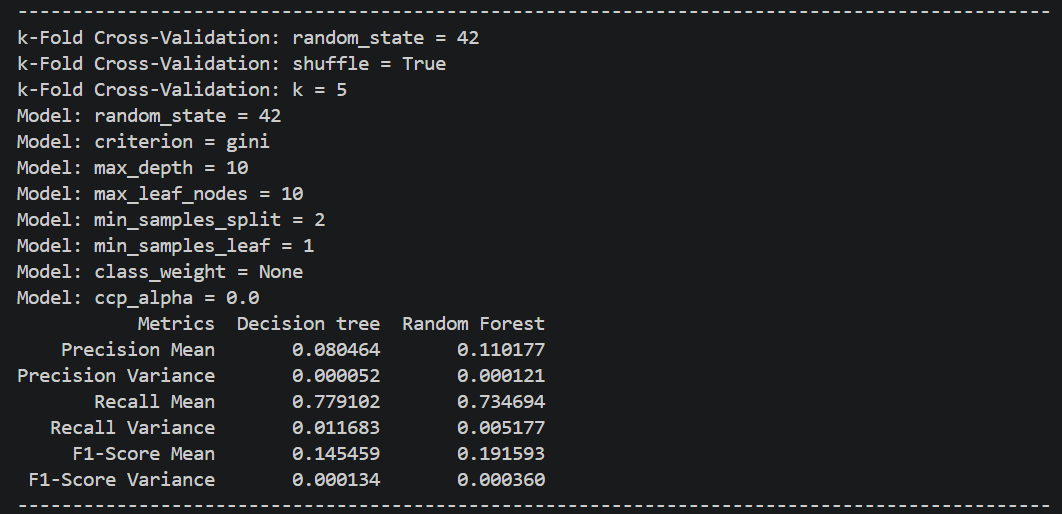 -----------------------------------------------------------------------------------------------
k-Fold Cross-Validation: random_state = 42
k-Fold Cross-Validation: shuffle = True
k-Fold Cross-Validation: k = 5
Model: random_state = 42
Model: criterion = gini
Model: max_depth = 10
Model: max_leaf_nodes = 10
Model: min_samples_split = 2
Model: min_samples_leaf = 1
Model: class_weight = None
Model: ccp_alpha = 0.0
Metrics  Decision tree  Random Forest
Precision Mean       0.080464       0.110177
Precision Variance       0.000052       0.000121
Recall Mean       0.779102       0.734694
Recall Variance       0.011683       0.005177
F1-Score Mean       0.145459       0.191593
F1-Score Variance       0.000134       0.000360
-----------------------------------------------------------------------------------------------